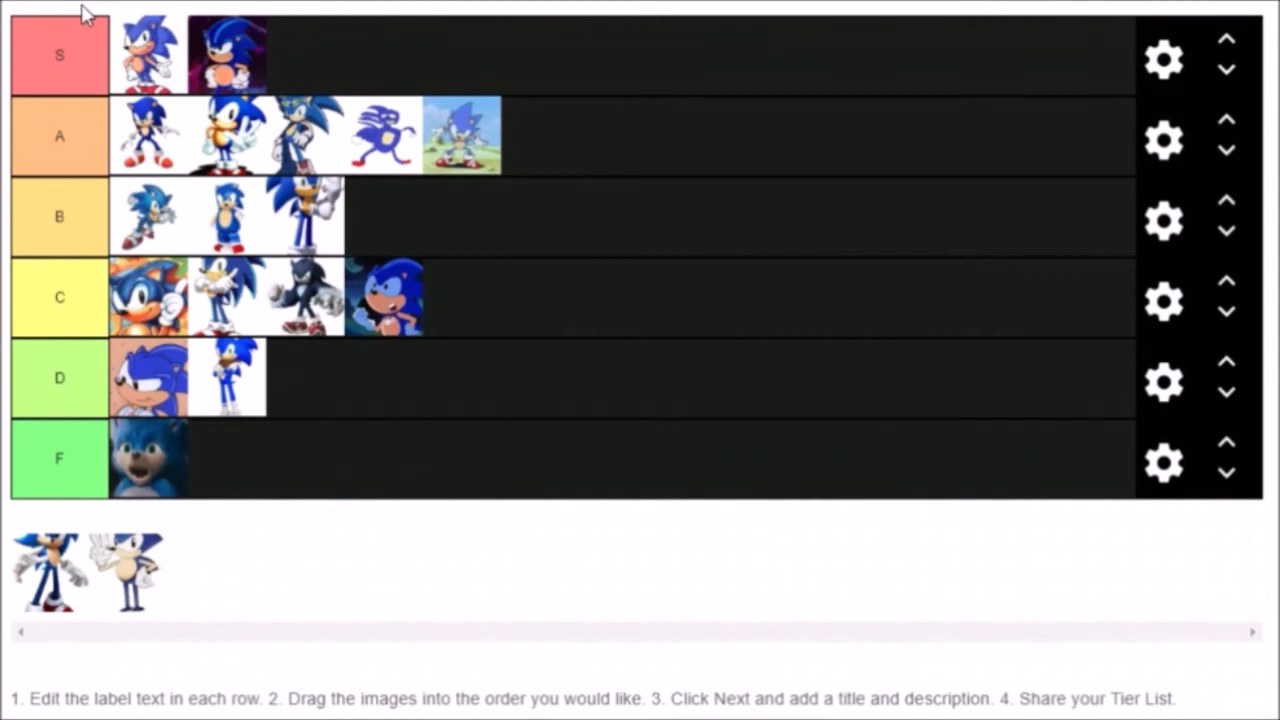 S
A
B
C
D
F
1. Edit the label text in each row. 2. Drag the images into the order you would like. 3. Click Next and add a title and description. 4. Share your Tier List.